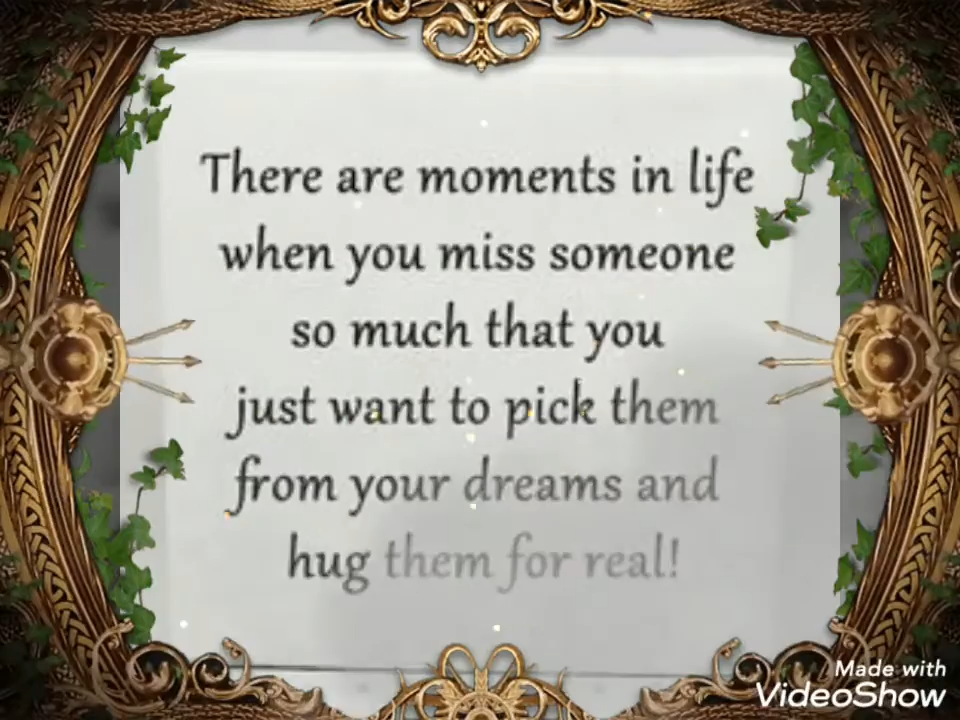 There are moments in life
when you miss someone
so much that you
just want to pick them
from your dreams and
hug them for real!
Made with
VideoShow